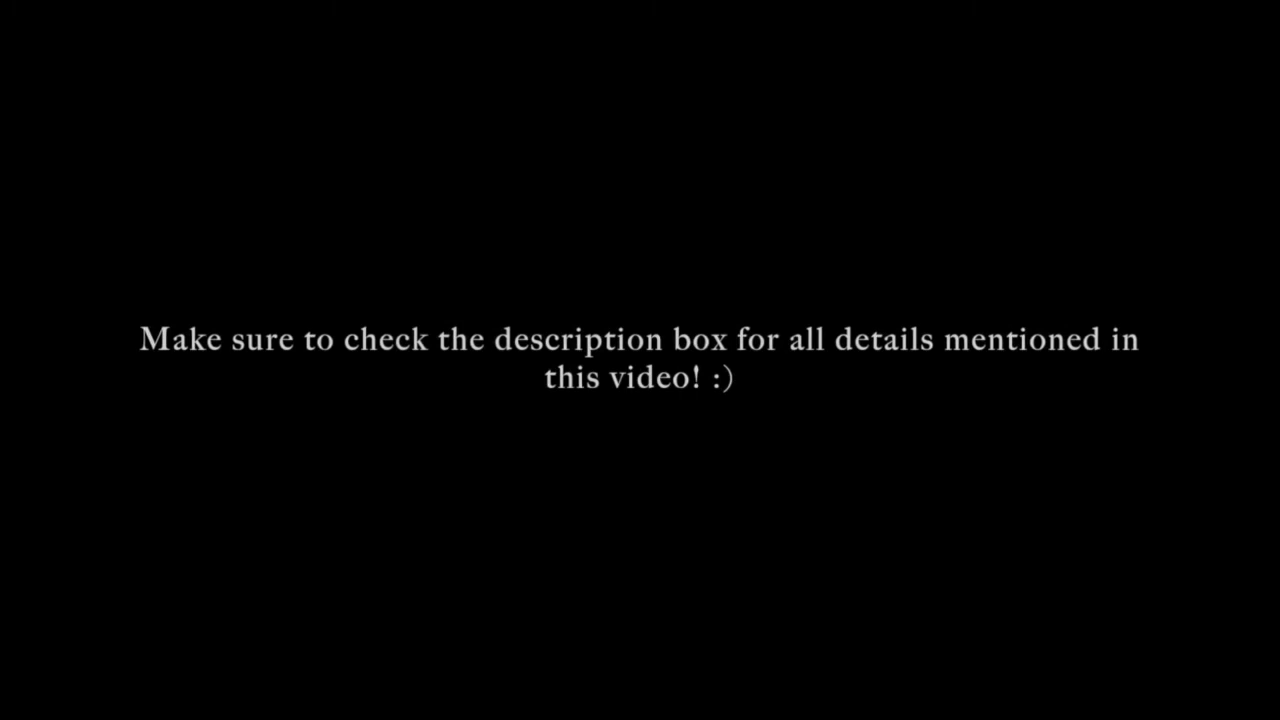 Make sure to check the description box for all details mentioned in
this video! :)